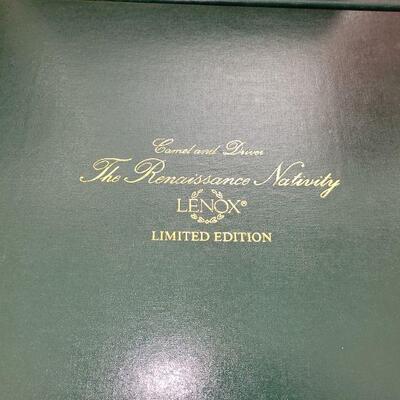 Camel and Driver
The Renaissance Nativity
LENOX®
LIMITED EDITION